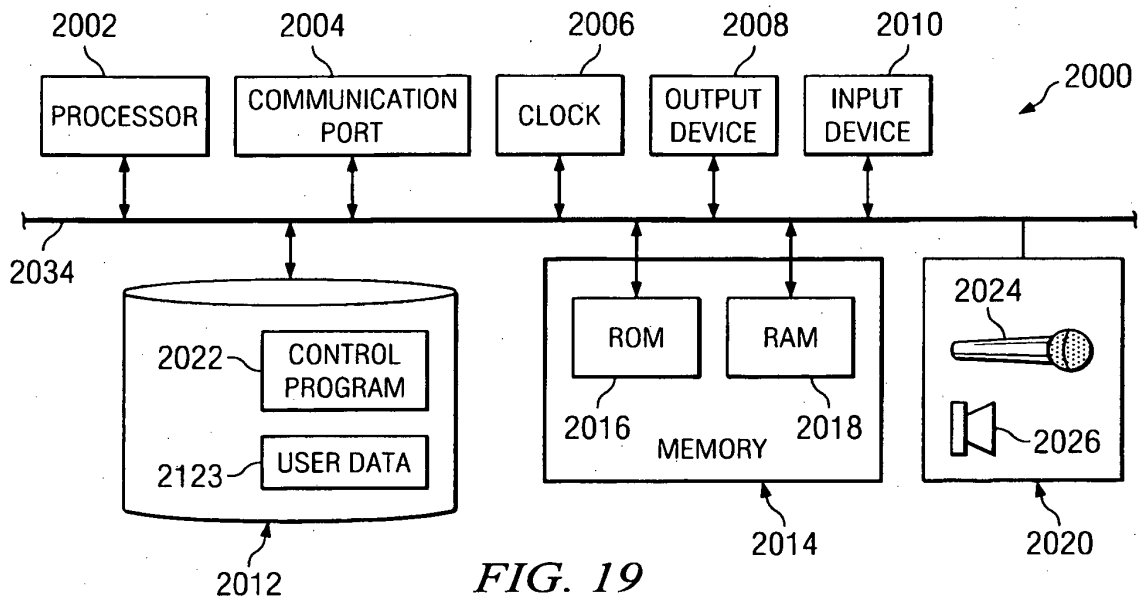 2002
2004
2006
2008
2010
2000
PROCESSOR
COMMUNICATION
PORT
CLOCK
OUTPUT
DEVICE
INPUT
DEVICE
2034
2022
CONTROL
PROGRAM
2123
USER DATA
2012
ROM
RAM
2016
2018
MEMORY
2014
2024
2026
2020
FIG. 19